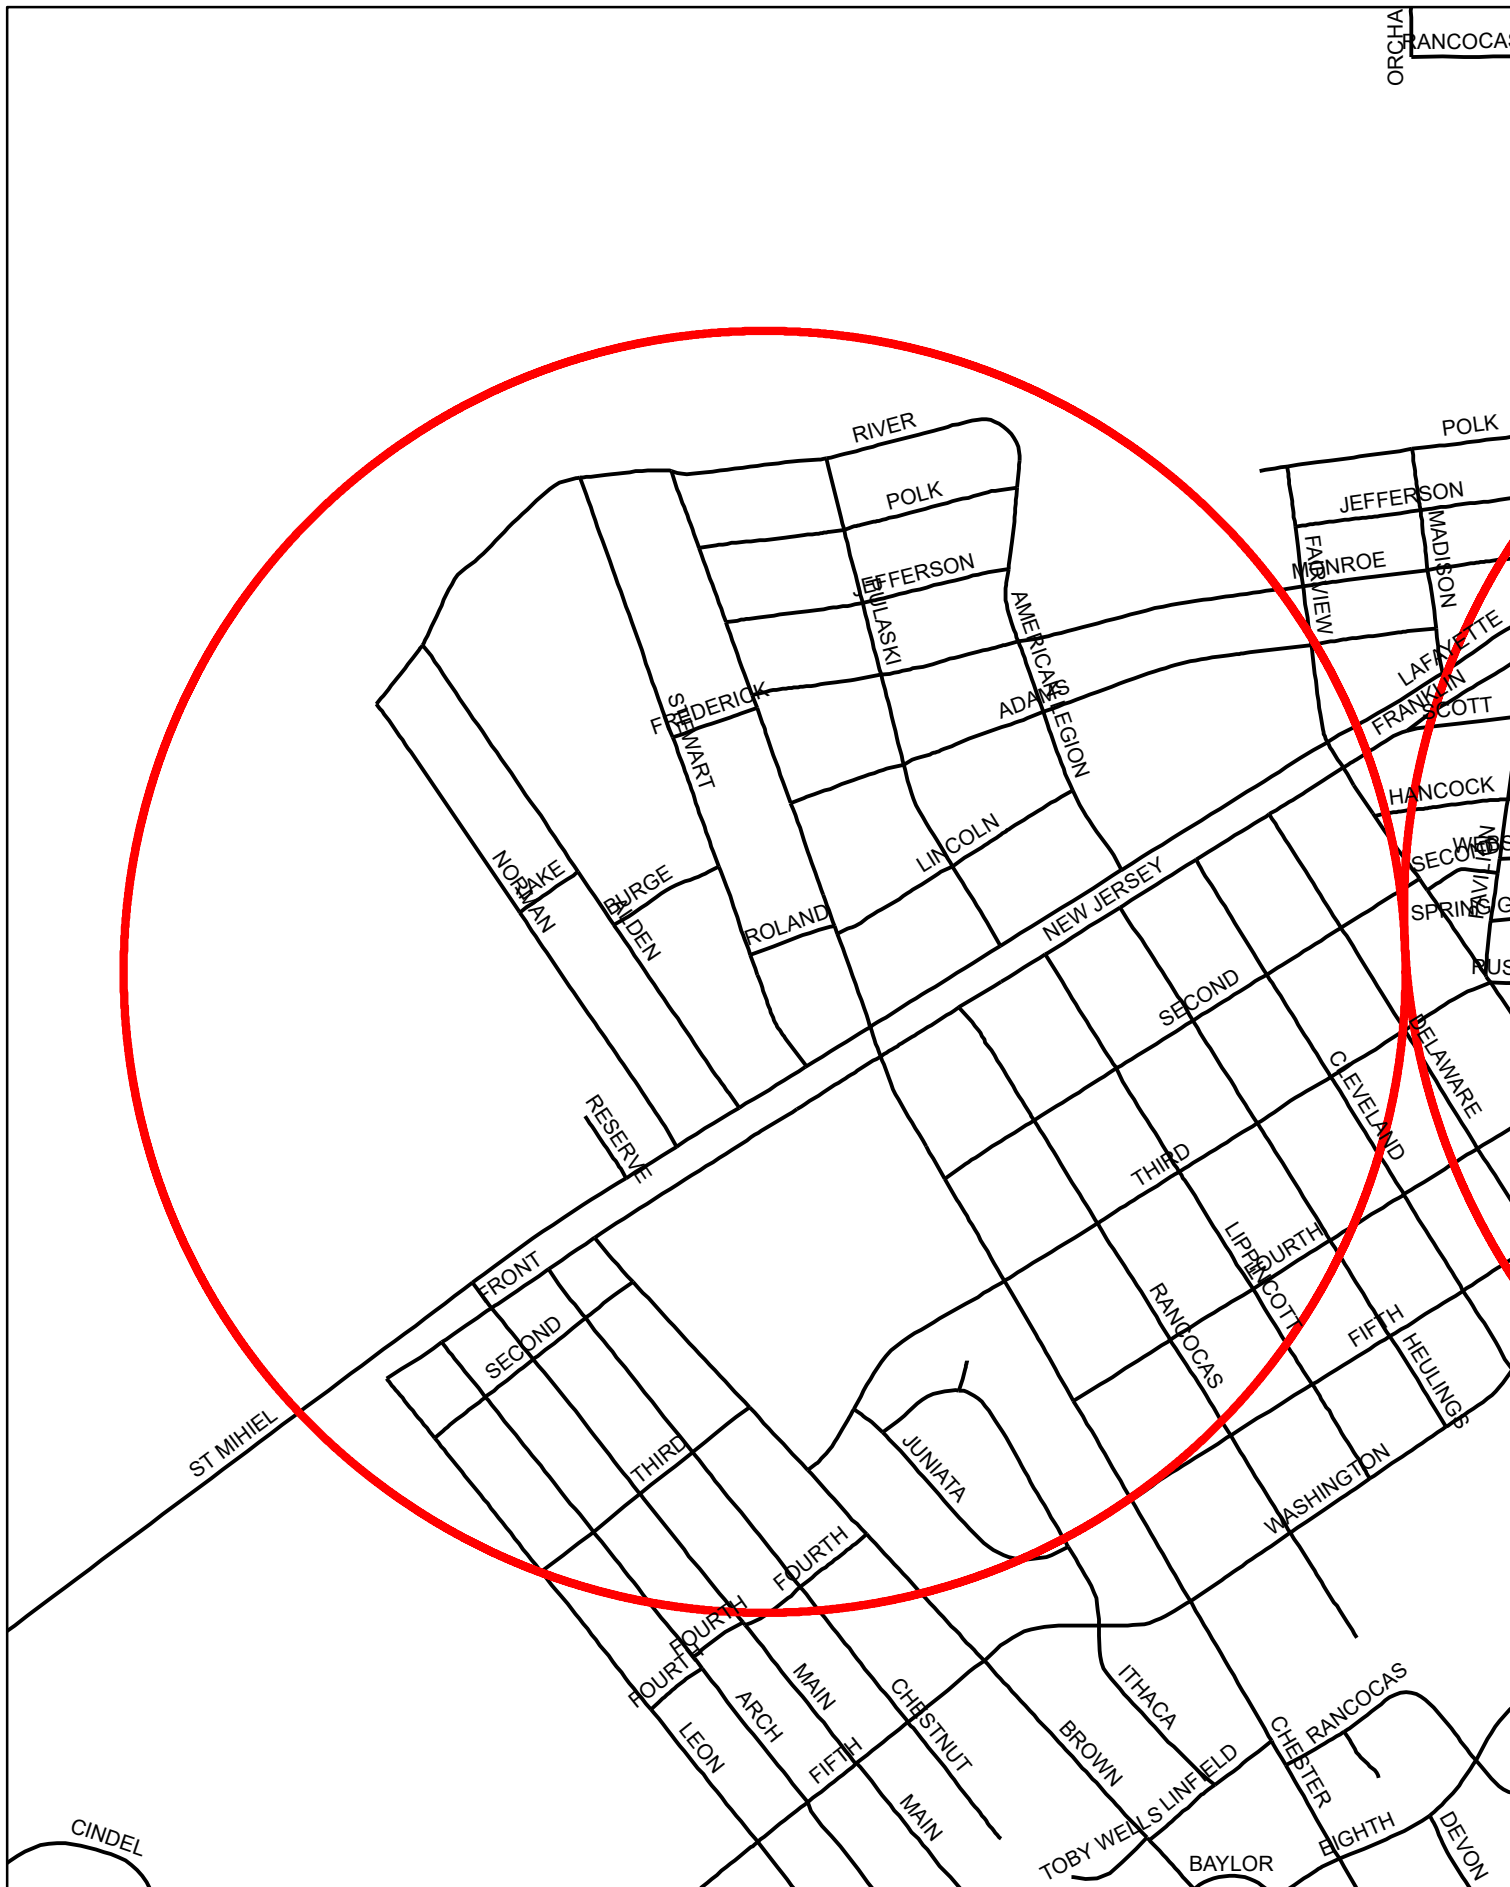 ORCHA
RANCOCAS
RIVER
POLK
POLK
JEFFERSON
MADISON
JEFFERSON
FAIRVIEW
MONROE
PULASKI
AMERICAN LEGION
LAFAYETTE
FRANKLIN
SCOTT
FREDERICK
STEWART
ADAMS
HANCOCK
LINCOLN
SECOND
WEBS
NORMAN
LAKE
BURGE
ALDEN
ROLAND
NEW JERSEY
SPRING G
RUS
SECOND
DELAWARE
CLEVELAND
RESERVE
THIRD
LIPPINCOTT
FOURTH
FRONT
SECOND
RANCOCAS
FIFTH
HEULINGS
ST MIHIEL
THIRD
JUNIATA
WASHINGTON
FOURTH
FOURTH
FOURTH
MAIN
ARCH
LEON
CHESTNUT
ITHACA
RANCOCAS
BROWN
FIFTH
CHESTER
TOBY WELLS LINFIELD
MAIN
EIGHTH
DEVON
CINDEL
BAYLOR